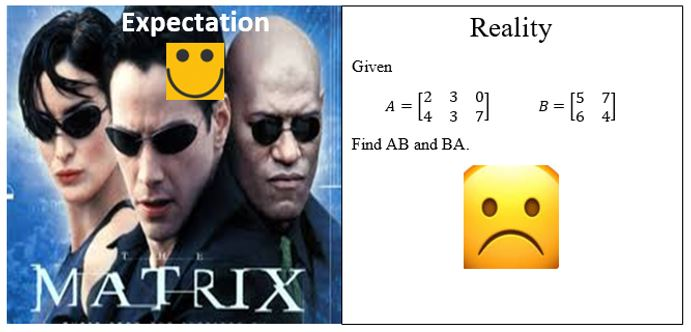 Expectation
THE
MATRIX
Reality
Given
A = [2 3 0; 4 3 7] B = [5 7; 6 4]
Find AB and BA.